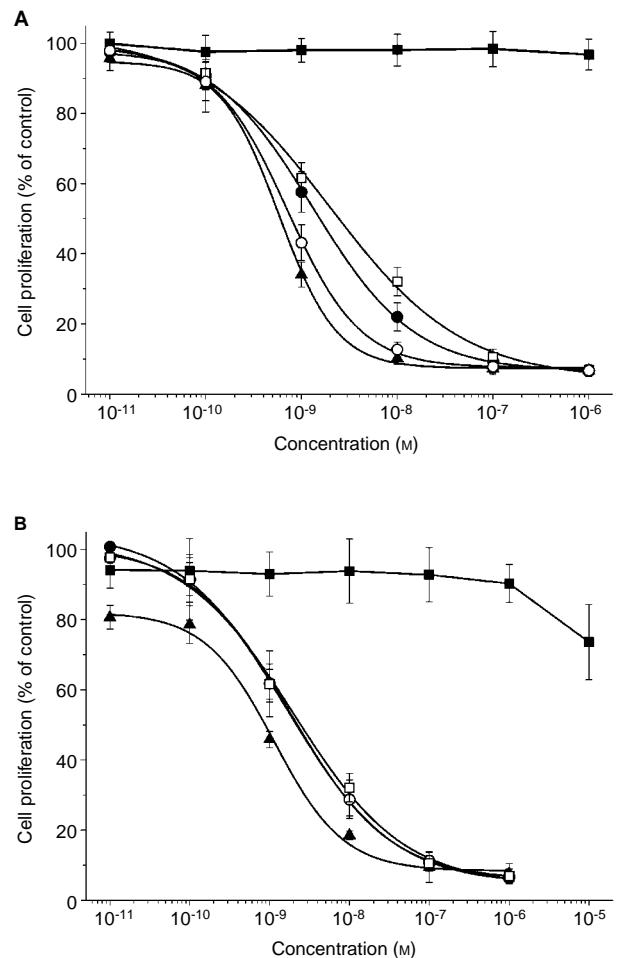 A
Cell proliferation (% of control)
100
80
60
40
20
0
10-11 10-10 10-9 10-8 10-7 10-6
Concentration (M)
B
Cell proliferation (% of control)
100
80
60
40
20
0
10-11 10-10 10-9 10-8 10-7 10-6 10-5
Concentration (M)